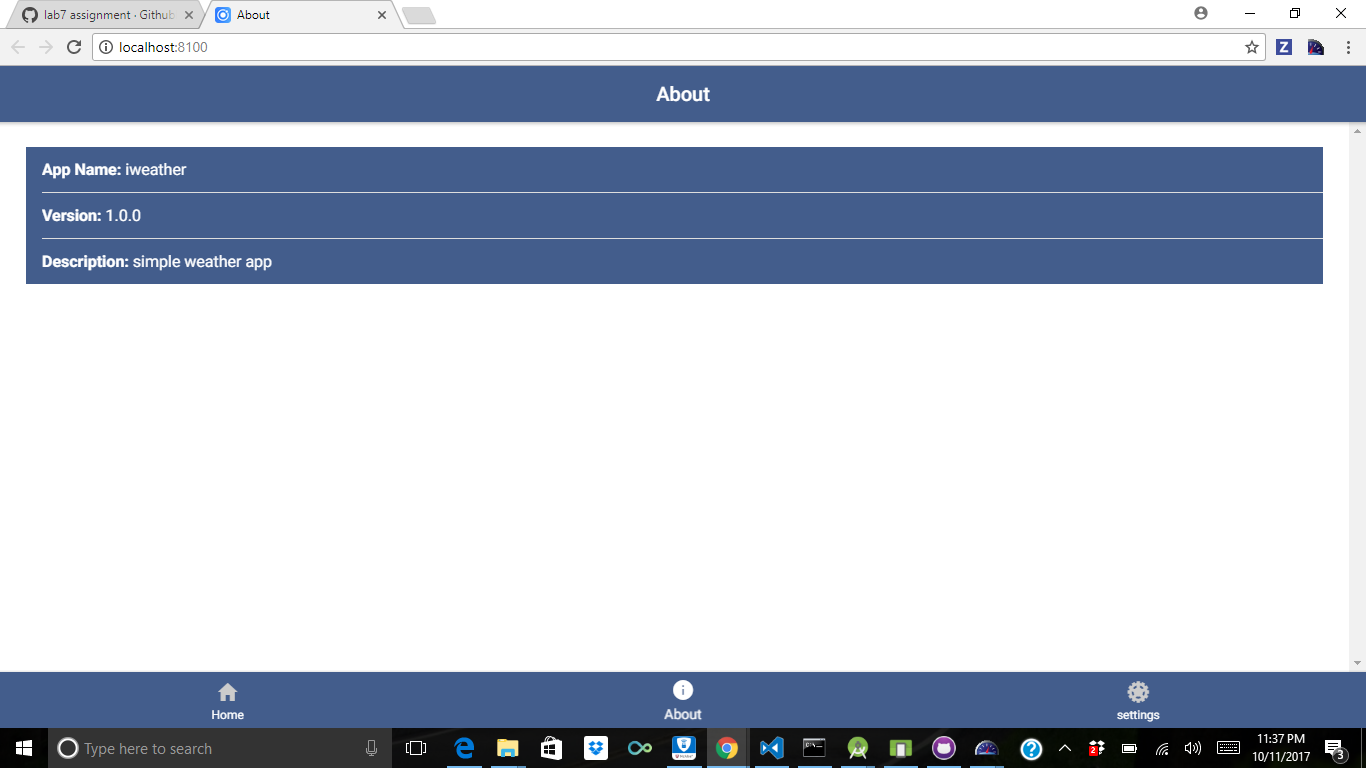 lab7 assignment · Github
About
localhost:8100
Z
About
App Name: iweather
Version: 1.0.0
Description: simple weather app
Home
About
settings
Type here to search
2
11:37 PM
10/11/2017
3